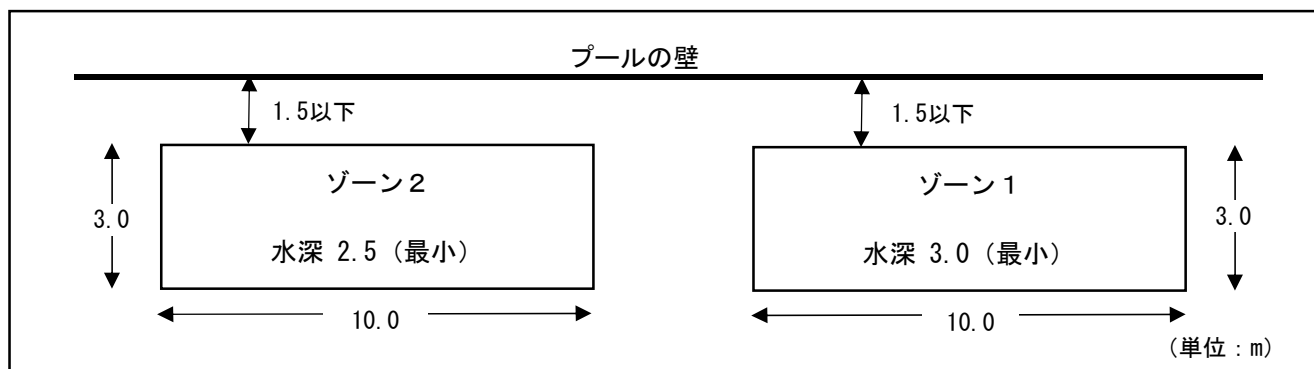 プールの壁
1.5以下
1.5以下
ゾーン２
ゾーン１
3.0
3.0
水深 2.5（最小）
水深 3.0（最小）
10.0
10.0
（単位：m）